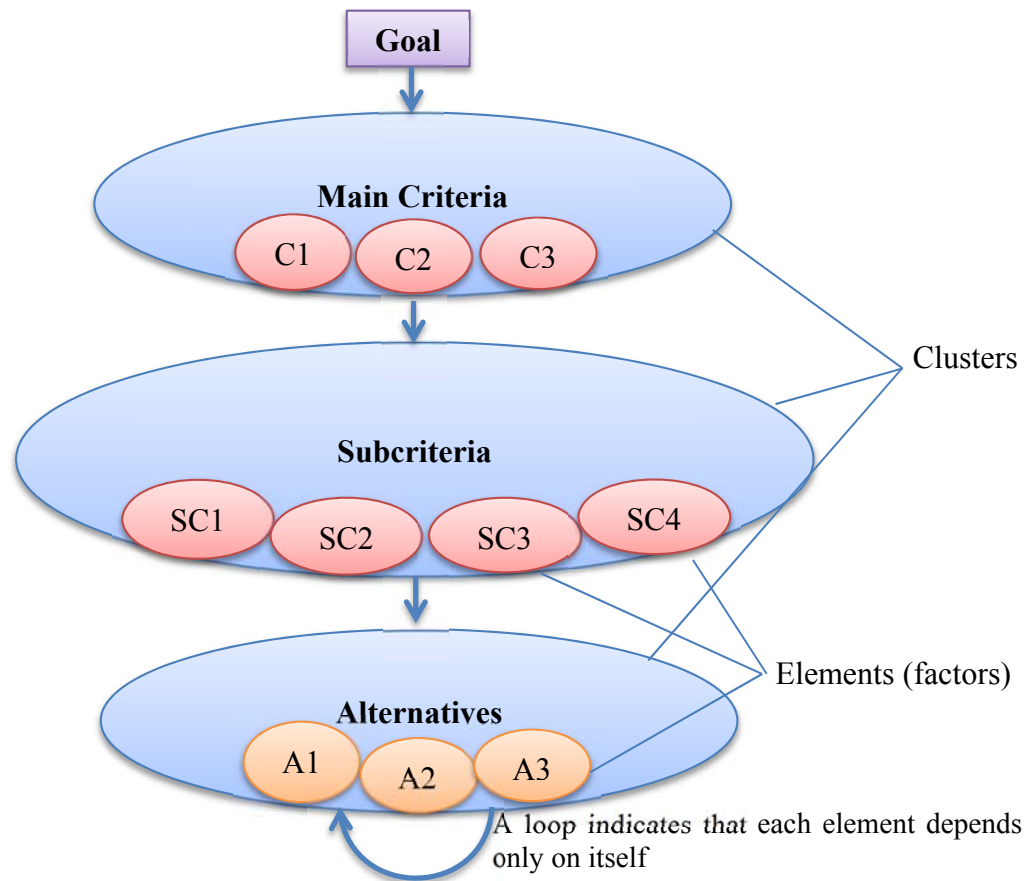 Goal
Main Criteria
C1 C2 C3
Clusters
Subcriteria
SC1 SC2 SC3 SC4
Elements (factors)
Alternatives
A1 A2 A3
A loop indicates that each element depends
only on itself